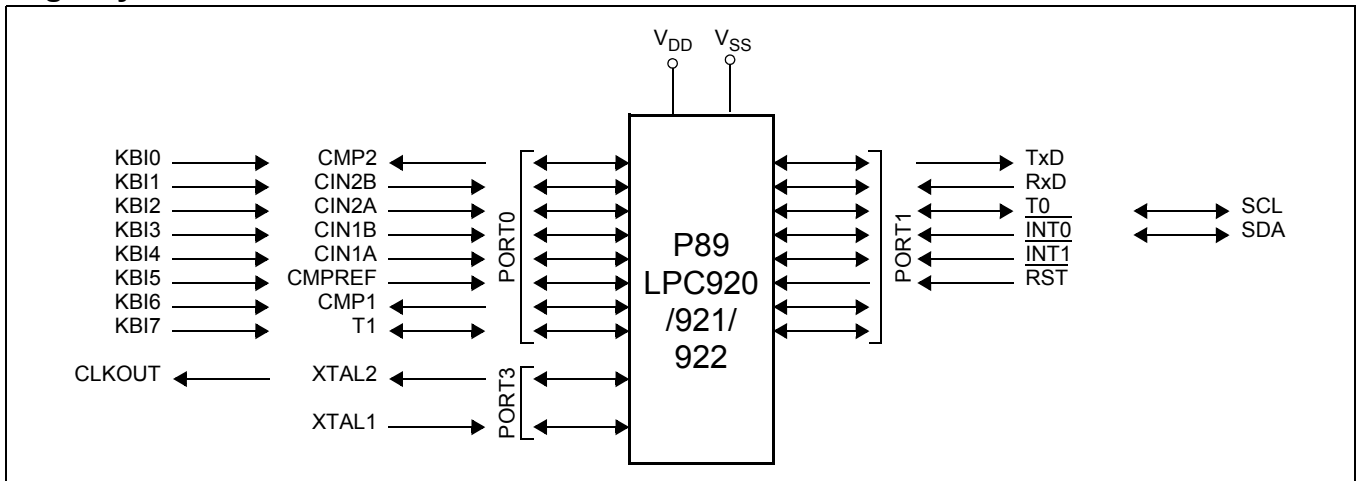 VDD VSS
KBI0 CMP2 TxD
KBI1 CIN2B RxD
KBI2 CIN2A T0 SCL
KBI3 CIN1B INT0 SDA
KBI4 CIN1A INT1
KBI5 CMPREF RST
KBI6 CMP1
KBI7 T1
PORT0
PORT1
P89
LPC920
/921/
922
CLKOUT XTAL2
XTAL1
PORT3